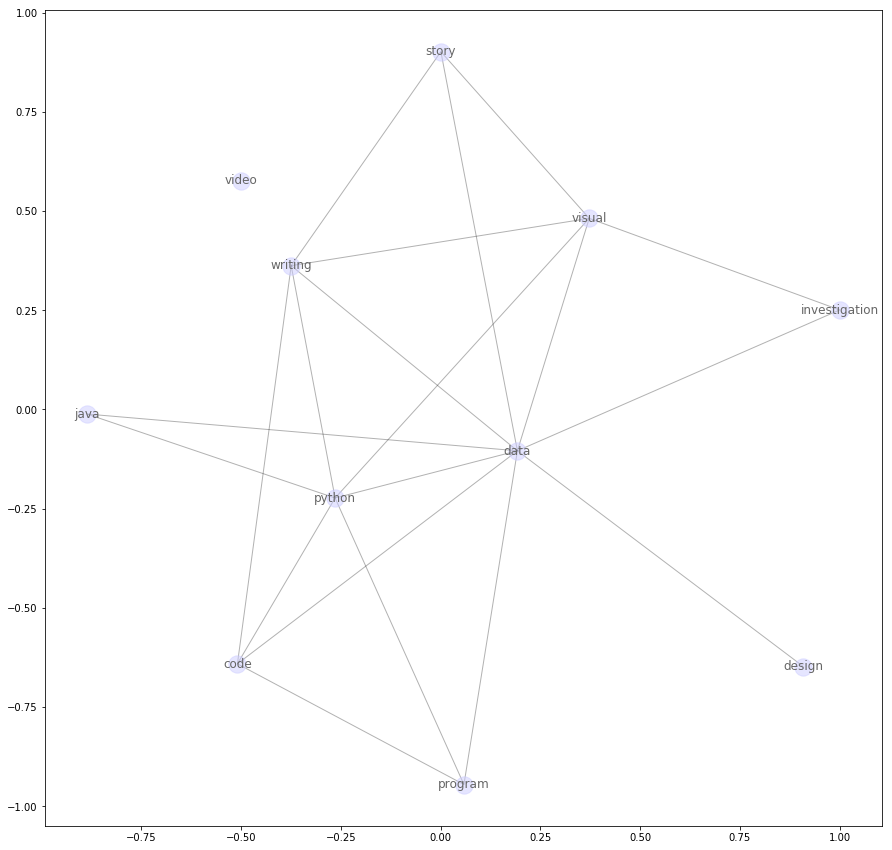 1.00
story
0.75
video
0.50
visual
writing
0.25
investigation
0.00
java
data
python
−0.25
−0.50
code
design
−0.75
program
−1.00
−0.75 −0.50 −0.25 0.00 0.25 0.50 0.75 1.00